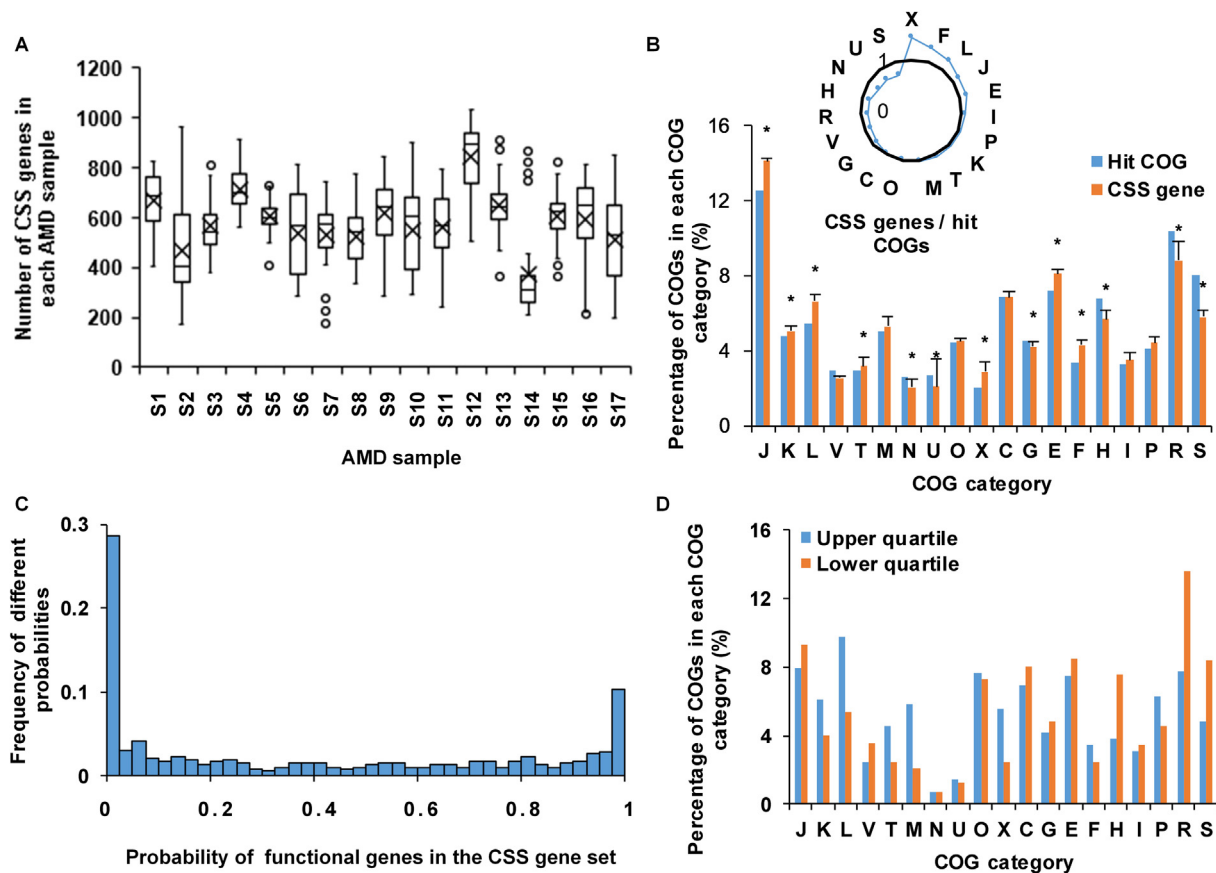 A
Number of CSS genes in
each AMD sample
1200
1000
800
600
400
200
0
S1 S2 S3 S4 S5 S6 S7 S8 S9 S10 S11 S12 S13 S14 S15 S16 S17
AMD sample
B
X
F
L
J
E
I
P
K
T
M
O
C
G
V
R
H
N
U
S
1
0
CSS genes / hit
COGs
Hit COG
CSS gene
Percentage of COGs in each COG
category (%)
16
12
8
4
0
* * * * * * * * * * * * *
J K L V T M N U O X C G E F H I P R S
COG category
C
Frequency of different
probabilities
0.3
0.2
0.1
0
0 0.2 0.4 0.6 0.8 1
Probability of functional genes in the CSS gene set
D
Upper quartile
Lower quartile
Percentage of COGs in each COG
category (%)
16
12
8
4
0
J K L V T M N U O X C G E F H I P R S
COG category